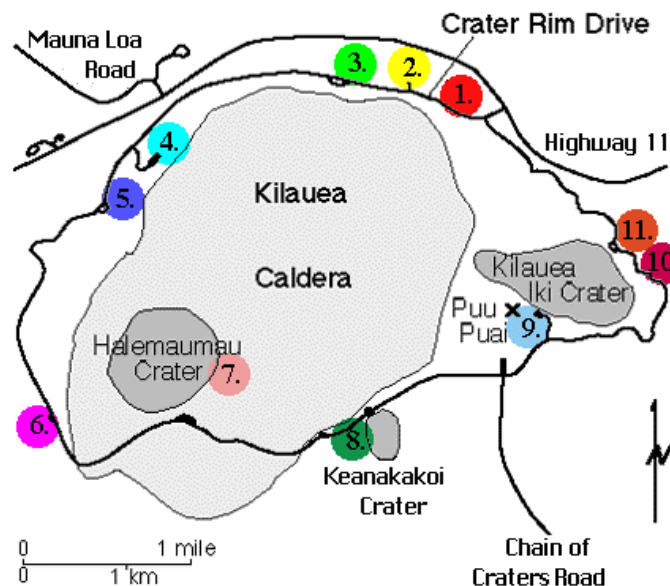 Crater Rim Drive
Mauna Loa
Road
3.
2.
1.
Highway 11
4.
5.
Kilauea
Caldera
11.
10
Kilauea
Iki Crater
Puu
Puai
9.
Halemaumau
Crater
7.
6.
8.
Keanakakoi
Crater
N
0 1 mile
0 1 km
Chain of
Craters Road